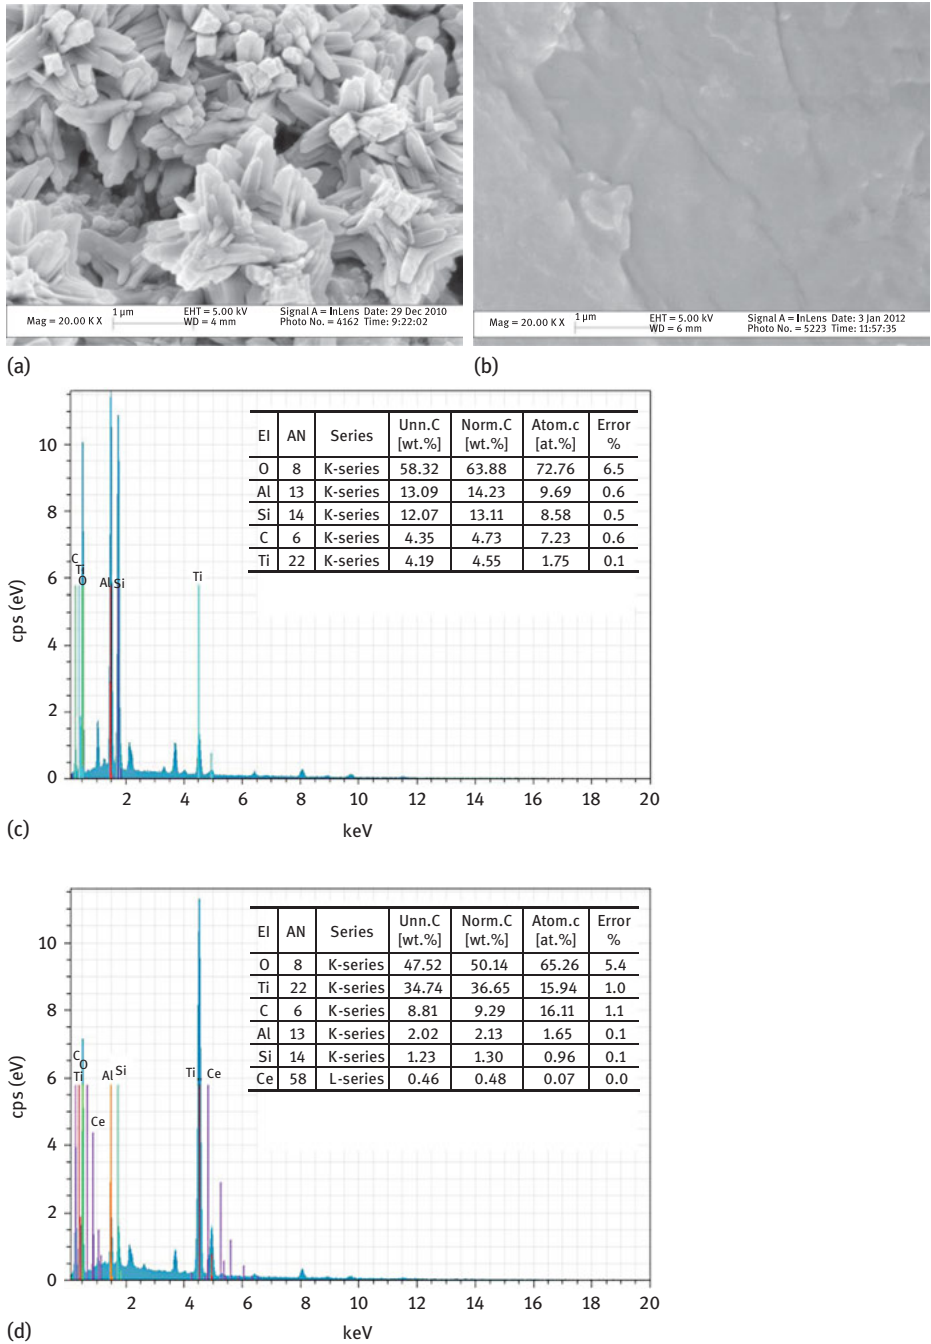 Mag = 20.00 K X 1 µm EHT = 5.00 kV Signal A = InLens Date: 29 Dec 2010
WD = 4 mm Photo No. = 4162 Time: 9:22:02
(a)
Mag = 20.00 K X 1 µm EHT = 5.00 kV Signal A = InLens Date: 3 Jan 2012
WD = 6 mm Photo No. = 5223 Time: 11:57:35
(b)
EI AN Series Unn.C [wt.%] Norm.C [wt.%] Atom.c [at.%] Error %
O 8 K-series 58.32 63.88 72.76 6.5
Al 13 K-series 13.09 14.23 9.69 0.6
Si 14 K-series 12.07 13.11 8.58 0.5
C 6 K-series 4.35 4.73 7.23 0.6
Ti 22 K-series 4.19 4.55 1.75 0.1
C
Ti
O
Al Si
Ti
cps (eV)
10
8
6
4
2
0
2 4 6 8 10 12 14 16 18 20
keV
(c)
EI AN Series Unn.C [wt.%] Norm.C [wt.%] Atom.c [at.%] Error %
O 8 K-series 47.52 50.14 65.26 5.4
Ti 22 K-series 34.74 36.65 15.94 1.0
C 6 K-series 8.81 9.29 16.11 1.1
Al 13 K-series 2.02 2.13 1.65 0.1
Si 14 K-series 1.23 1.30 0.96 0.1
Ce 58 L-series 0.46 0.48 0.07 0.0
C
O
Ti
Ce
Al Si
Ti Ce
cps (eV)
10
8
6
4
2
0
2 4 6 8 10 12 14 16 18 20
keV
(d)